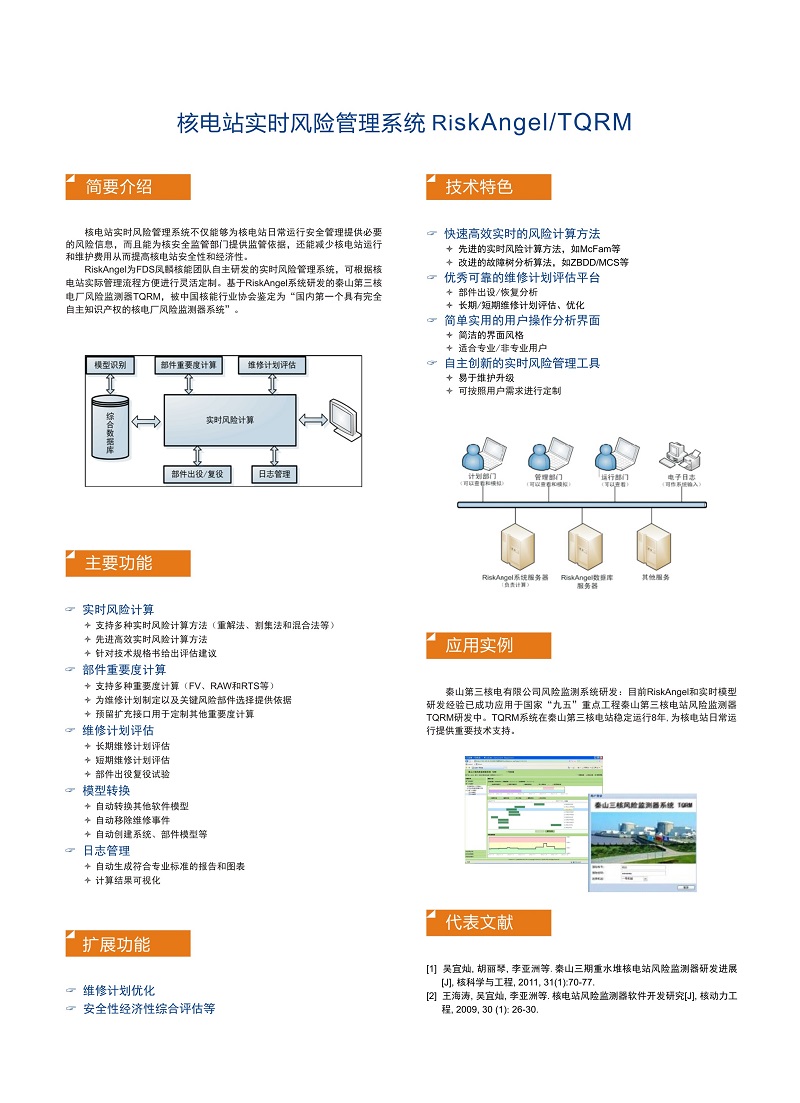 核电站实时风险管理系统 RiskAngel/TQRM
简要介绍
核电站实时风险管理系统不仅能够为核电站日常运行安全管理提供必要
的风险信息，而且能为核安全监管部门提供监管依据，还能减少核电站运行
和维护费用从而提高核电站安全性和经济性。
RiskAngel为FDS凤麟核能团队自主研发的实时风险管理系统，可根据核
电站实际管理流程方便进行灵活定制。基于RiskAngel系统研发的秦山第三核
电厂风险监测器TQRM，被中国核能行业协会鉴定为“国内第一个具有完全
自主知识产权的核电厂风险监测器系统”。
模型识别
部件重要度计算
维修计划评估
综合数据库
实时风险计算
部件出役/复役
日志管理
主要功能
实时风险计算
支持多种实时风险计算方法（重解法、割集法和混合法等）
先进高效实时风险计算方法
针对技术规格书给出评估建议
部件重要度计算
支持多种重要度计算（FV、RAW和RTS等）
为维修计划制定以及关键风险部件选择提供依据
预留扩充接口用于定制其他重要度计算
维修计划评估
长期维修计划评估
短期维修计划评估
部件出役复役试验
模型转换
自动转换其他软件模型
自动移除维修事件
自动创建系统、部件模型等
日志管理
自动生成符合专业标准的报告和图表
计算结果可视化
扩展功能
维修计划优化
安全性经济性综合评估等
技术特色
快速高效实时的风险计算方法
先进的实时风险计算方法，如McFam等
改进的故障树分析算法，如ZBDD/MCS等
优秀可靠的维修计划评估平台
部件出设/恢复分析
长期/短期维修计划评估、优化
简单实用的用户操作分析界面
简洁的界面风格
适合专业/非专业用户
自主创新的实时风险管理工具
易于维护升级
可按照用户需求进行定制
计划部门
（可以查看和模拟）
管理部门
（可以查看和模拟）
运行部门
（可以查看）
电子日志
（可作系统输入）
RiskAngel系统服务器
（负责计算）
RiskAngel数据库
服务器
其他服务
应用实例
秦山第三核电有限公司风险监测系统研发：目前RiskAngel和实时模型
研发经验已成功应用于国家“九五”重点工程秦山第三核电站风险监测器
TQRM研发中。TQRM系统在秦山第三核电站稳定运行8年, 为核电站日常运
行提供重要技术支持。
秦山三核风险监测器系统 TQRM
代表文献
[1] 吴宜灿, 胡丽琴, 李亚洲等. 秦山三期重水堆核电站风险监测器研发进展
[J], 核科学与工程, 2011, 31(1):70-77.
[2] 王海涛, 吴宜灿, 李亚洲等. 核电站风险监测器软件开发研究[J], 核动力工
程, 2009, 30 (1): 26-30.